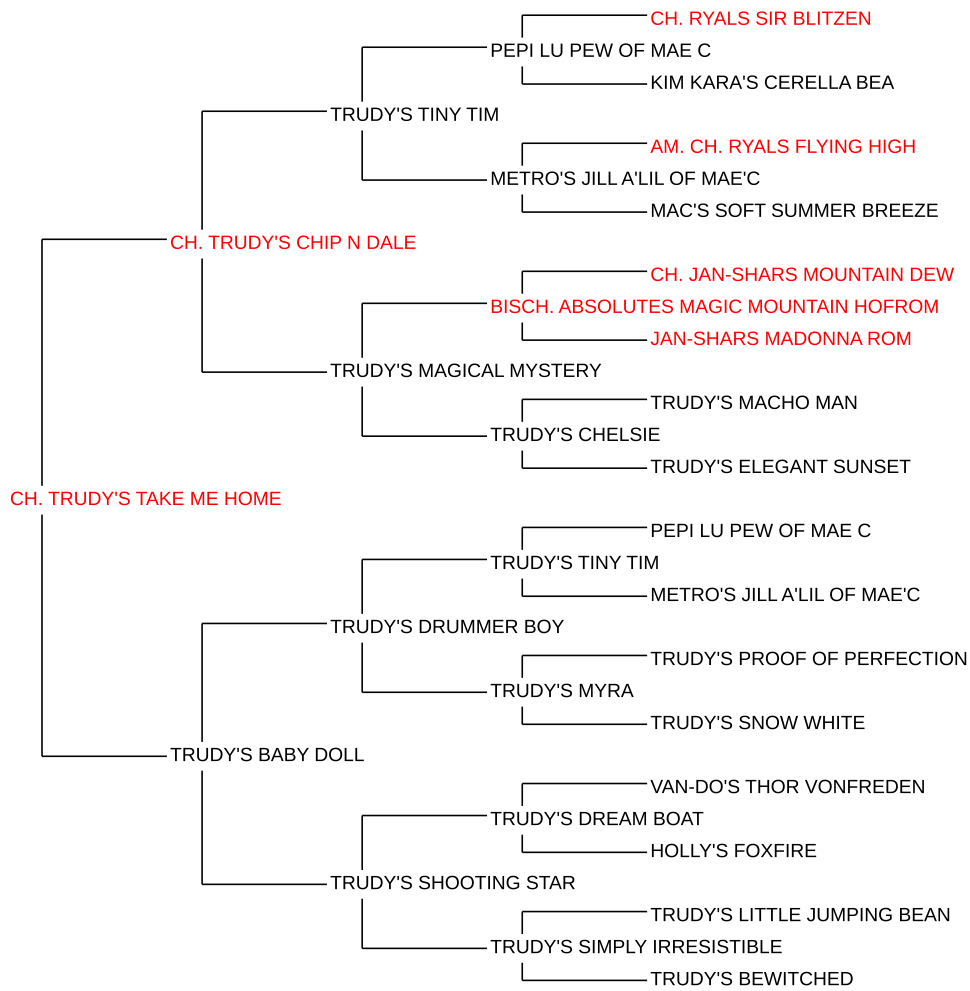 CH. RYALS SIR BLITZEN
PEPI LU PEW OF MAE C
KIM KARA'S CERELLA BEA
TRUDY'S TINY TIM
AM. CH. RYALS FLYING HIGH
METRO'S JILL A'LIL OF MAE'C
MAC'S SOFT SUMMER BREEZE
CH. TRUDY'S CHIP N DALE
CH. JAN-SHARS MOUNTAIN DEW
BISCH. ABSOLUTES MAGIC MOUNTAIN HOFROM
JAN-SHARS MADONNA ROM
TRUDY'S MAGICAL MYSTERY
TRUDY'S MACHO MAN
TRUDY'S CHELSIE
TRUDY'S ELEGANT SUNSET
CH. TRUDY'S TAKE ME HOME
PEPI LU PEW OF MAE C
TRUDY'S TINY TIM
METRO'S JILL A'LIL OF MAE'C
TRUDY'S DRUMMER BOY
TRUDY'S PROOF OF PERFECTION
TRUDY'S MYRA
TRUDY'S SNOW WHITE
TRUDY'S BABY DOLL
VAN-DO'S THOR VONFREDEN
TRUDY'S DREAM BOAT
HOLLY'S FOXFIRE
TRUDY'S SHOOTING STAR
TRUDY'S LITTLE JUMPING BEAN
TRUDY'S SIMPLY IRRESISTIBLE
TRUDY'S BEWITCHED